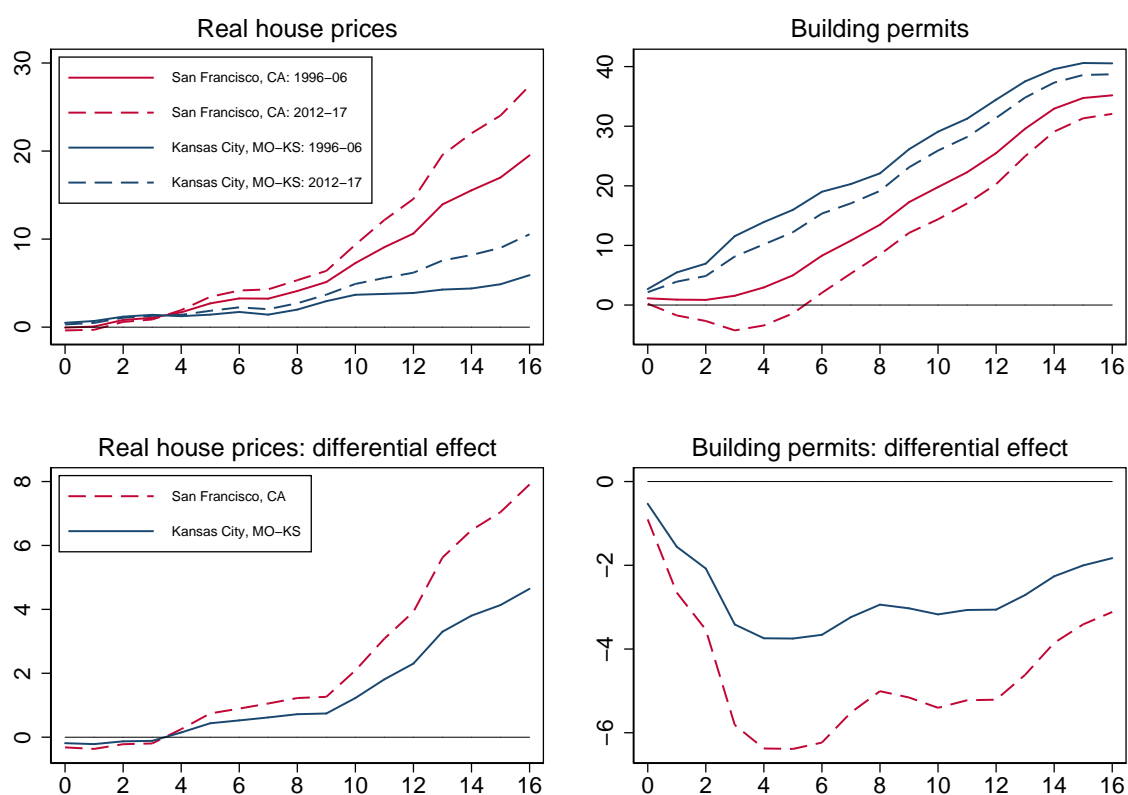 Real house prices
30
20
10
0
San Francisco, CA: 1996−06
San Francisco, CA: 2012−17
Kansas City, MO−KS: 1996−06
Kansas City, MO−KS: 2012−17
0 2 4 6 8 10 12 14 16
Building permits
40
30
20
10
0
0 2 4 6 8 10 12 14 16
Real house prices: differential effect
8
6
4
2
0
San Francisco, CA
Kansas City, MO−KS
0 2 4 6 8 10 12 14 16
Building permits: differential effect
0
−2
−4
−6
0 2 4 6 8 10 12 14 16